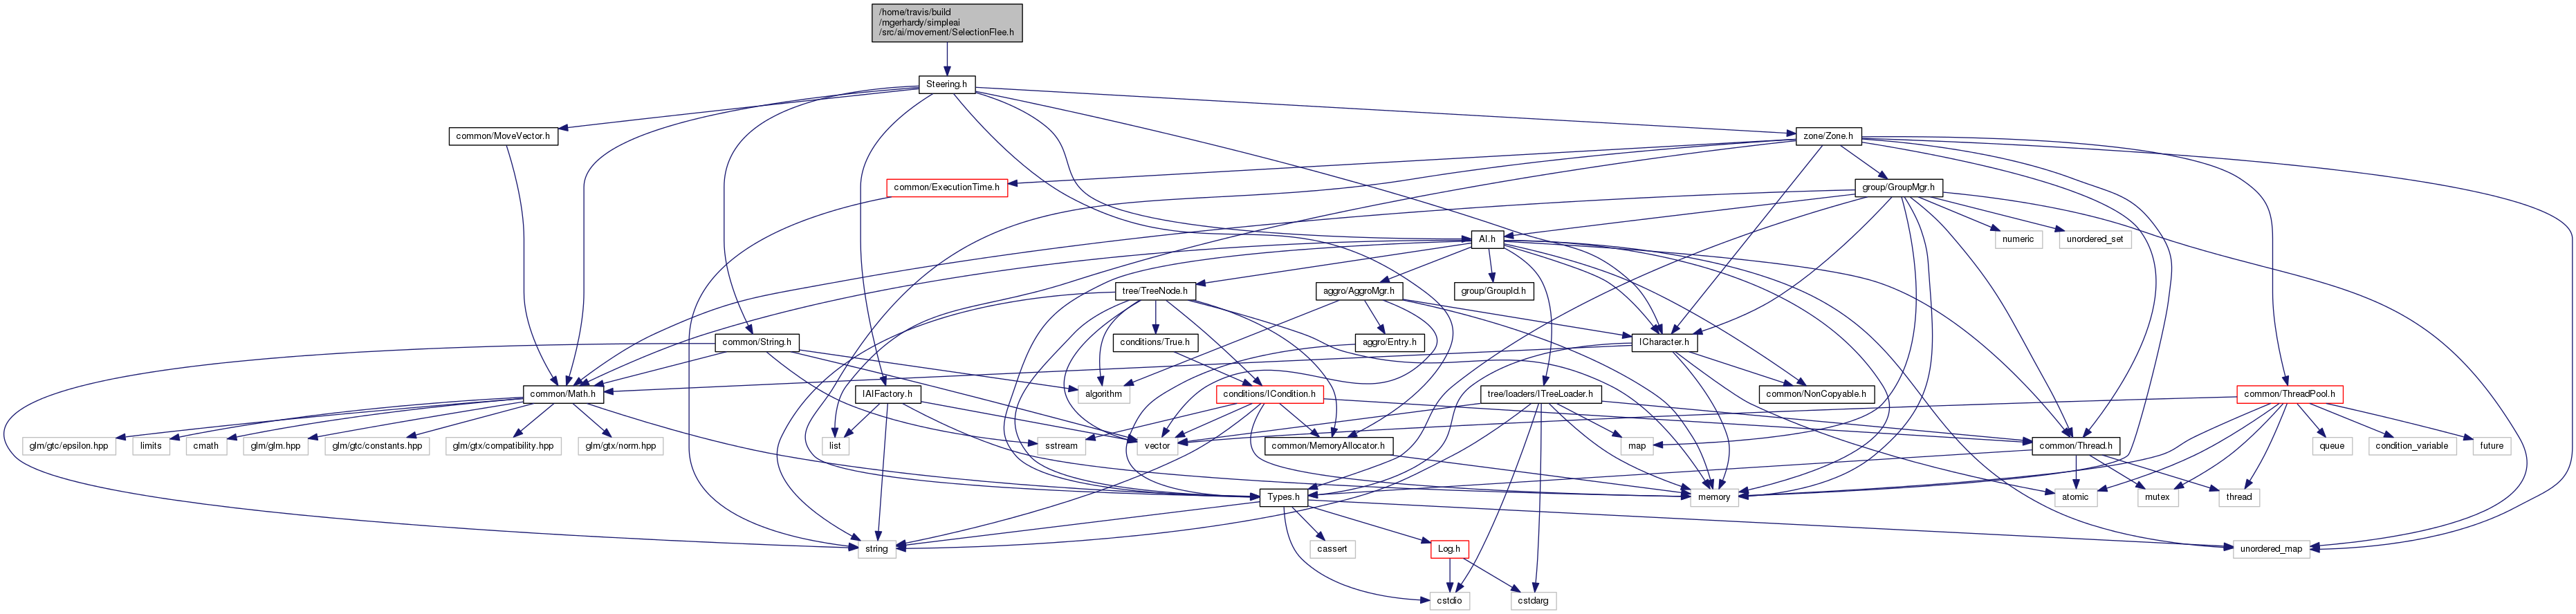 /home/travis/build
/mgerhardy/simpleai
/src/ai/movement/SelectionFlee.h
Steering.h
common/MoveVector.h
zone/Zone.h
common/ExecutionTime.h
group/GroupMgr.h
AI.h
numeric
unordered_set
tree/TreeNode.h
aggro/AggroMgr.h
group/GroupId.h
common/String.h
conditions/True.h
aggro/Entry.h
ICharacter.h
common/Math.h
IAIFactory.h
algorithm
conditions/ICondition.h
tree/loaders/ITreeLoader.h
common/NonCopyable.h
common/ThreadPool.h
glm/gtc/epsilon.hpp
limits
cmath
glm/glm.hpp
glm/gtc/constants.hpp
glm/gtx/compatibility.hpp
glm/gtx/norm.hpp
list
sstream
vector
common/MemoryAllocator.h
map
common/Thread.h
queue
condition_variable
future
Types.h
memory
atomic
mutex
thread
string
cassert
Log.h
unordered_map
cstdio
cstdarg